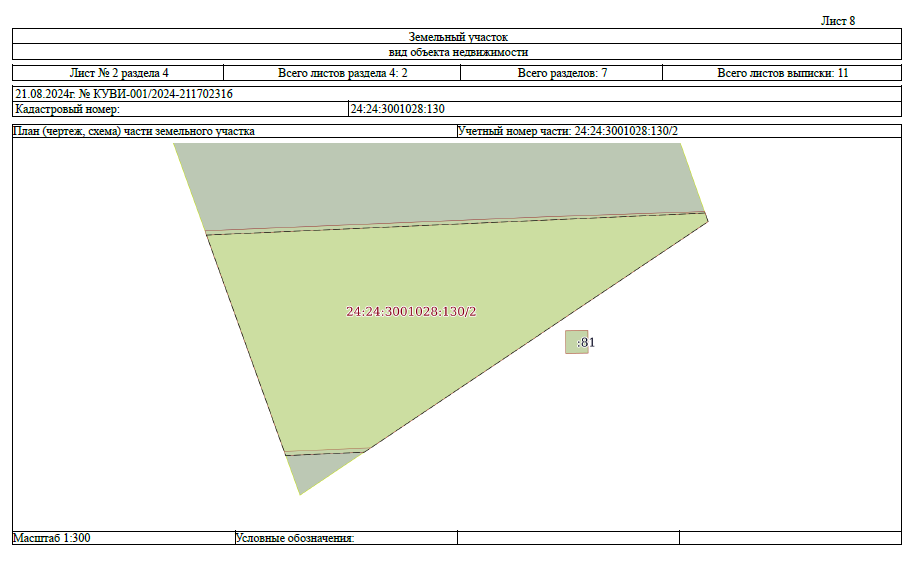 Лист 8
Земельный участок
вид объекта недвижимости
Лист № 2 раздела 4 Всего листов раздела 4: 2 Всего разделов: 7 Всего листов выписки: 11
21.08.2024г. № КУВИ-001/2024-211702316
Кадастровый номер: 24:24:3001028:130
План (чертеж, схема) части земельного участка Учетный номер части: 24:24:3001028:130/2
24:24:3001028:130/2
:81
Масштаб 1:300 Условные обозначения: